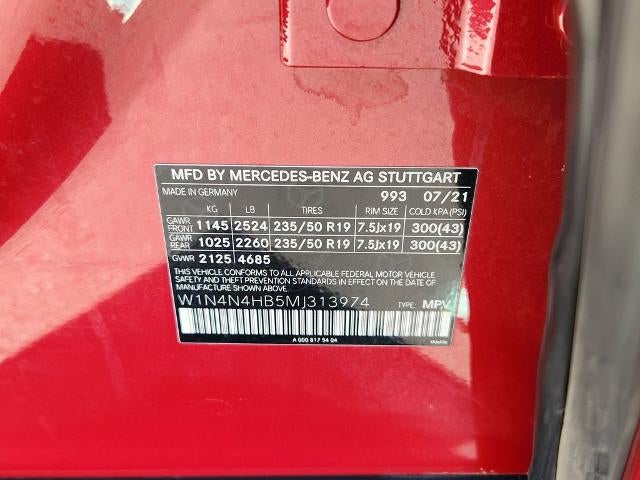 MFD BY MERCEDES-BENZ AG STUTTGART
MADE IN GERMANY 993 07/21
KG LB TIRES RIM SIZE COLD KPA (PSI)
GAWR FRONT 1145 2524 235/50 R19 7.5Jx19 300(43)
GAWR REAR 1025 2260 235/50 R19 7.5Jx19 300(43)
GVWR 2125 4685
THIS VEHICLE CONFORMS TO ALL APPLICABLE FEDERAL MOTOR VEHICLE
SAFETY AND THEFT PREVENTION STANDARDS IN EFFECT ON THE DATE OF
MANUFACTURE SHOWN ABOVE.
W1N4N4HB5MJ313974 TYPE: MPV
A 000 817 54 04